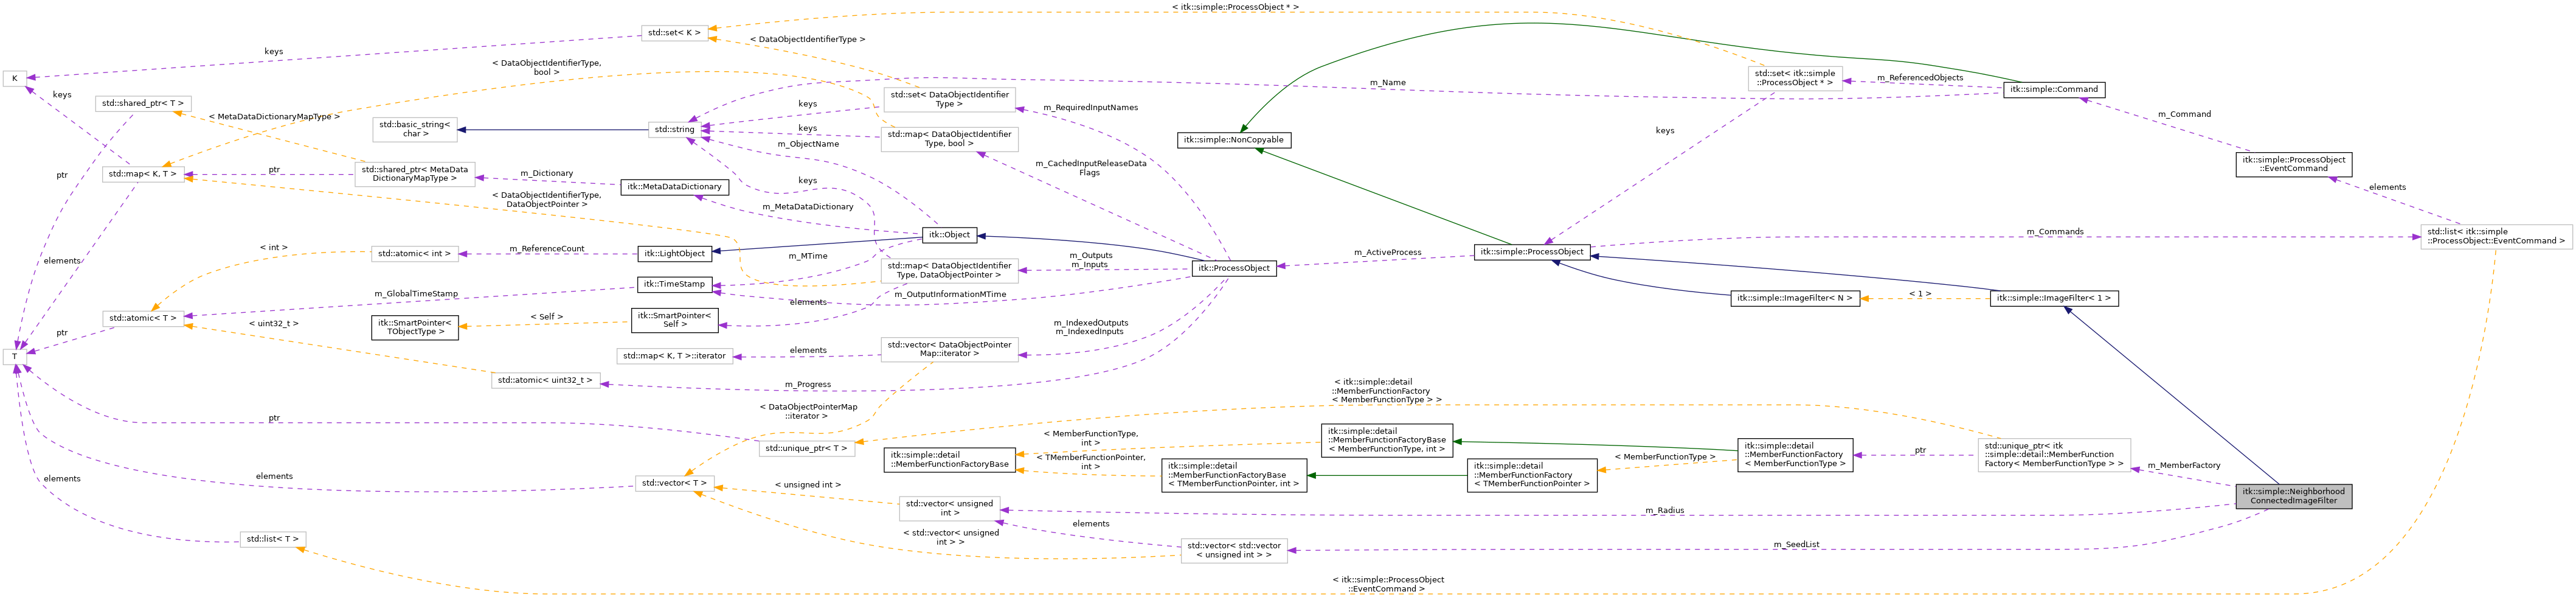 < itk::simple::ProcessObject * >
std::set< K >
< DataObjectIdentifierType >
keys
< DataObjectIdentifierType,
bool >
K
std::set< itk::simple
::ProcessObject * >
m_ReferencedObjects
itk::simple::Command
m_Name
keys
std::shared_ptr< T >
std::set< DataObjectIdentifier
Type >
keys
m_RequiredInputNames
m_Command
< MetaDataDictionaryMapType >
std::basic_string<
char >
std::string
keys
std::map< DataObjectIdentifier
Type, bool >
keys
itk::simple::NonCopyable
m_ObjectName
itk::simple::ProcessObject
::EventCommand
m_CachedInputReleaseData
Flags
ptr
std::map< K, T >
ptr
std::shared_ptr< MetaData
DictionaryMapType >
m_Dictionary
itk::MetaDataDictionary
keys
elements
< DataObjectIdentifierType,
DataObjectPointer >
m_MetaDataDictionary
itk::Object
m_Commands
std::list< itk::simple
::ProcessObject::EventCommand >
< int >
std::atomic< int >
m_ReferenceCount
itk::LightObject
m_MTime
m_Outputs
m_Inputs
m_ActiveProcess
itk::simple::ProcessObject
elements
std::map< DataObjectIdentifier
Type, DataObjectPointer >
itk::ProcessObject
m_GlobalTimeStamp
itk::TimeStamp
elements
m_OutputInformationMTime
itk::simple::ImageFilter< N >
< 1 >
itk::simple::ImageFilter< 1 >
std::atomic< T >
< uint32_t >
itk::SmartPointer<
TObjectType >
< Self >
itk::SmartPointer<
Self >
m_IndexedOutputs
m_IndexedInputs
ptr
T
std::map< K, T >::iterator
elements
std::vector< DataObjectPointer
Map::iterator >
std::atomic< uint32_t >
m_Progress
< itk::simple::detail
::MemberFunctionFactory
< MemberFunctionType > >
ptr
< DataObjectPointerMap
::iterator >
std::unique_ptr< T >
< MemberFunctionType,
int >
itk::simple::detail
::MemberFunctionFactoryBase
< MemberFunctionType, int >
itk::simple::detail
::MemberFunctionFactoryBase
< TMemberFunctionPointer,
int >
itk::simple::detail
::MemberFunctionFactoryBase
< TMemberFunctionPointer, int >
itk::simple::detail
::MemberFunctionFactory
< TMemberFunctionPointer >
< MemberFunctionType >
itk::simple::detail
::MemberFunctionFactory
< MemberFunctionType >
ptr
std::unique_ptr< itk
::simple::detail::MemberFunction
Factory< MemberFunctionType > >
m_MemberFactory
itk::simple::Neighborhood
ConnectedImageFilter
elements
elements
std::vector< T >
< unsigned int >
std::vector< unsigned
int >
m_Radius
elements
std::list< T >
< std::vector< unsigned
int > >
std::vector< std::vector
< unsigned int > >
m_SeedList
< itk::simple::ProcessObject
::EventCommand >